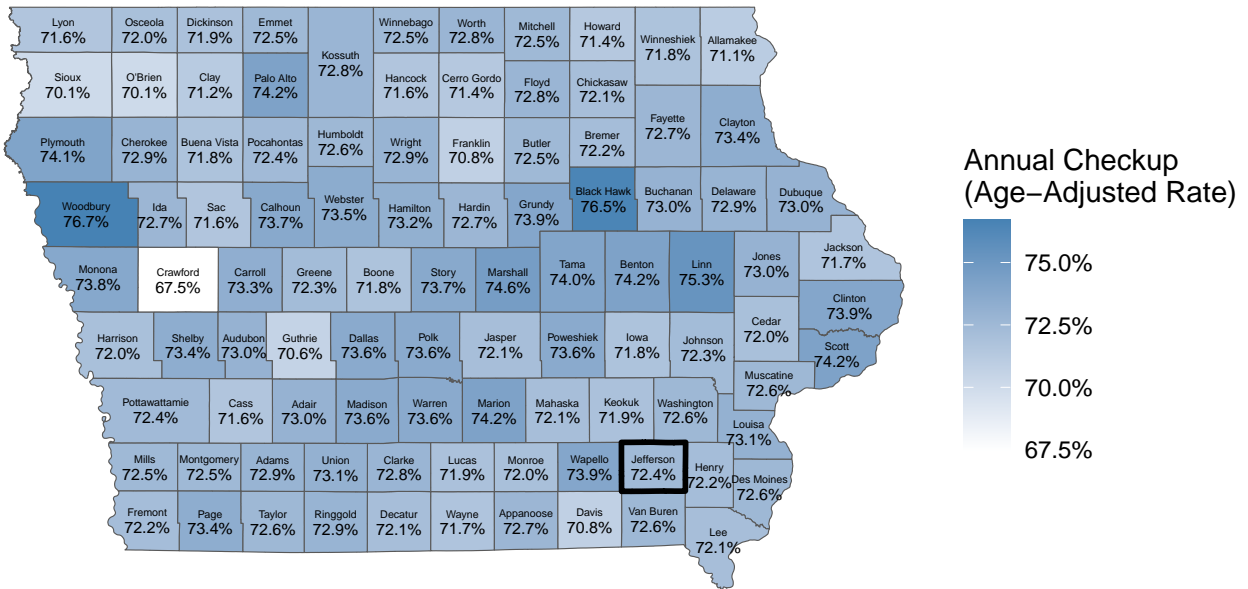 Lyon
71.6%
Osceola
72.0%
Dickinson
71.9%
Emmet
72.5%
Kossuth
72.8%
Winnebago
72.5%
Worth
72.8%
Mitchell
72.5%
Howard
71.4%
Winneshiek
71.8%
Allamakee
71.1%
Sioux
70.1%
O'Brien
70.1%
Clay
71.2%
Palo Alto
74.2%
Hancock
71.6%
Cerro Gordo
71.4%
Floyd
72.8%
Chickasaw
72.1%
Fayette
72.7%
Clayton
73.4%
Plymouth
74.1%
Cherokee
72.9%
Buena Vista
71.8%
Pocahontas
72.4%
Humboldt
72.6%
Wright
72.9%
Franklin
70.8%
Butler
72.5%
Bremer
72.2%
Woodbury
76.7%
Ida
72.7%
Sac
71.6%
Calhoun
73.7%
Webster
73.5%
Hamilton
73.2%
Hardin
72.7%
Grundy
73.9%
Black Hawk
76.5%
Buchanan
73.0%
Delaware
72.9%
Dubuque
73.0%
Monona
73.8%
Crawford
67.5%
Carroll
73.3%
Greene
72.3%
Boone
71.8%
Story
73.7%
Marshall
74.6%
Tama
74.0%
Benton
74.2%
Linn
75.3%
Jones
73.0%
Jackson
71.7%
Clinton
73.9%
Harrison
72.0%
Shelby
73.4%
Audubon
73.0%
Guthrie
70.6%
Dallas
73.6%
Polk
73.6%
Jasper
72.1%
Poweshiek
73.6%
Iowa
71.8%
Johnson
72.3%
Cedar
72.0%
Scott
74.2%
Muscatine
72.6%
Pottawattamie
72.4%
Cass
71.6%
Adair
73.0%
Madison
73.6%
Warren
73.6%
Marion
74.2%
Mahaska
72.1%
Keokuk
71.9%
Washington
72.6%
Louisa
73.1%
Mills
72.5%
Montgomery
72.5%
Adams
72.9%
Union
73.1%
Clarke
72.8%
Lucas
71.9%
Monroe
72.0%
Wapello
73.9%
Jefferson
72.4%
Henry
72.2%
Des Moines
72.6%
Fremont
72.2%
Page
73.4%
Taylor
72.6%
Ringgold
72.9%
Decatur
72.1%
Wayne
71.7%
Appanoose
72.7%
Davis
70.8%
Van Buren
72.6%
Lee
72.1%
Annual Checkup
(Age−Adjusted Rate)
75.0%
72.5%
70.0%
67.5%